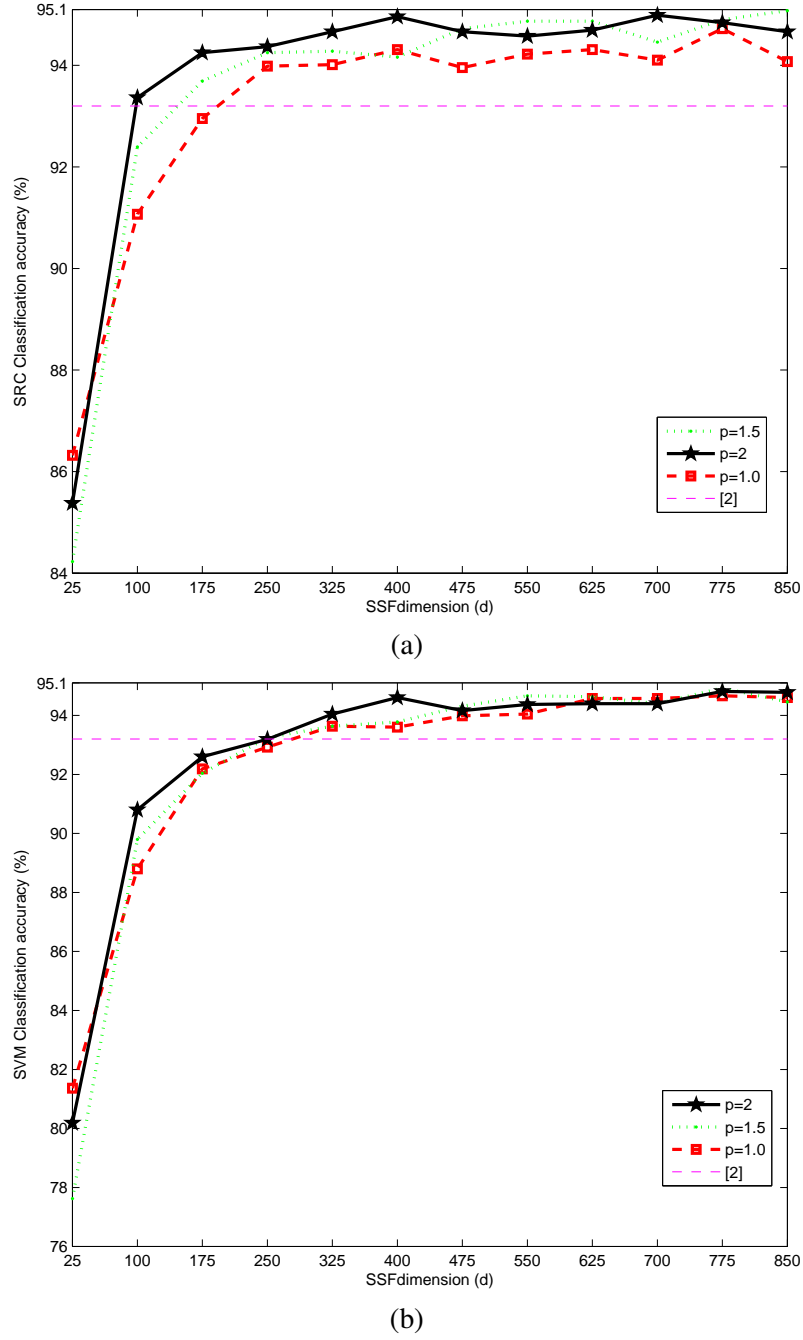 95.1
94
92
90
88
86
84
SRC Classification accuracy (%)
p=1.5
p=2
p=1.0
[2]
25 100 175 250 325 400 475 550 625 700 775 850
SSFdimension (d)
(a)
95.1
94
92
90
88
86
84
82
80
78
76
SVM Classification accuracy (%)
p=2
p=1.5
p=1.0
[2]
25 100 175 250 325 400 475 550 625 700 775 850
SSFdimension (d)
(b)